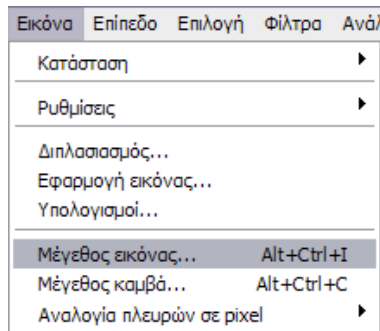 Εικόνα Επίπεδο Επιλογή Φίλτρα
Κατάσταση
Ρυθμίσεις
Διπλασιασμός...
Εφαρμογή εικόνας...
Υπολογισμοί...
Μέγεθος εικόνας... Alt+Ctrl+I
Μέγεθος καμβά... Alt+Ctrl+C
Αναλογία πλευρών σε pixel